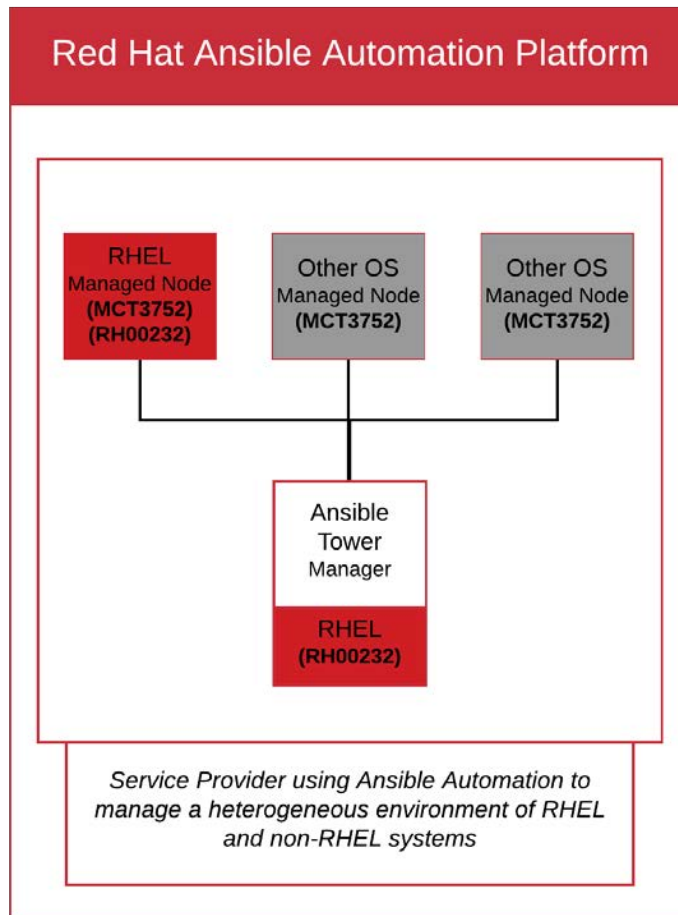 Red Hat Ansible Automation Platform
RHEL
Managed Node
(MCT3752)
(RH00232)
Other OS
Managed Node
(MCT3752)
Other OS
Managed Node
(MCT3752)
Ansible
Tower
Manager
RHEL
(RH00232)
Service Provider using Ansible Automation to
manage a heterogeneous environment of RHEL
and non-RHEL systems